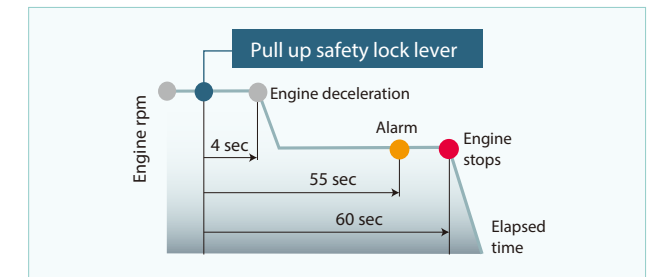 Pull up safety lock lever
Engine rpm
Engine deceleration
Alarm
Engine
stops
4 sec
55 sec
60 sec
Elapsed
time